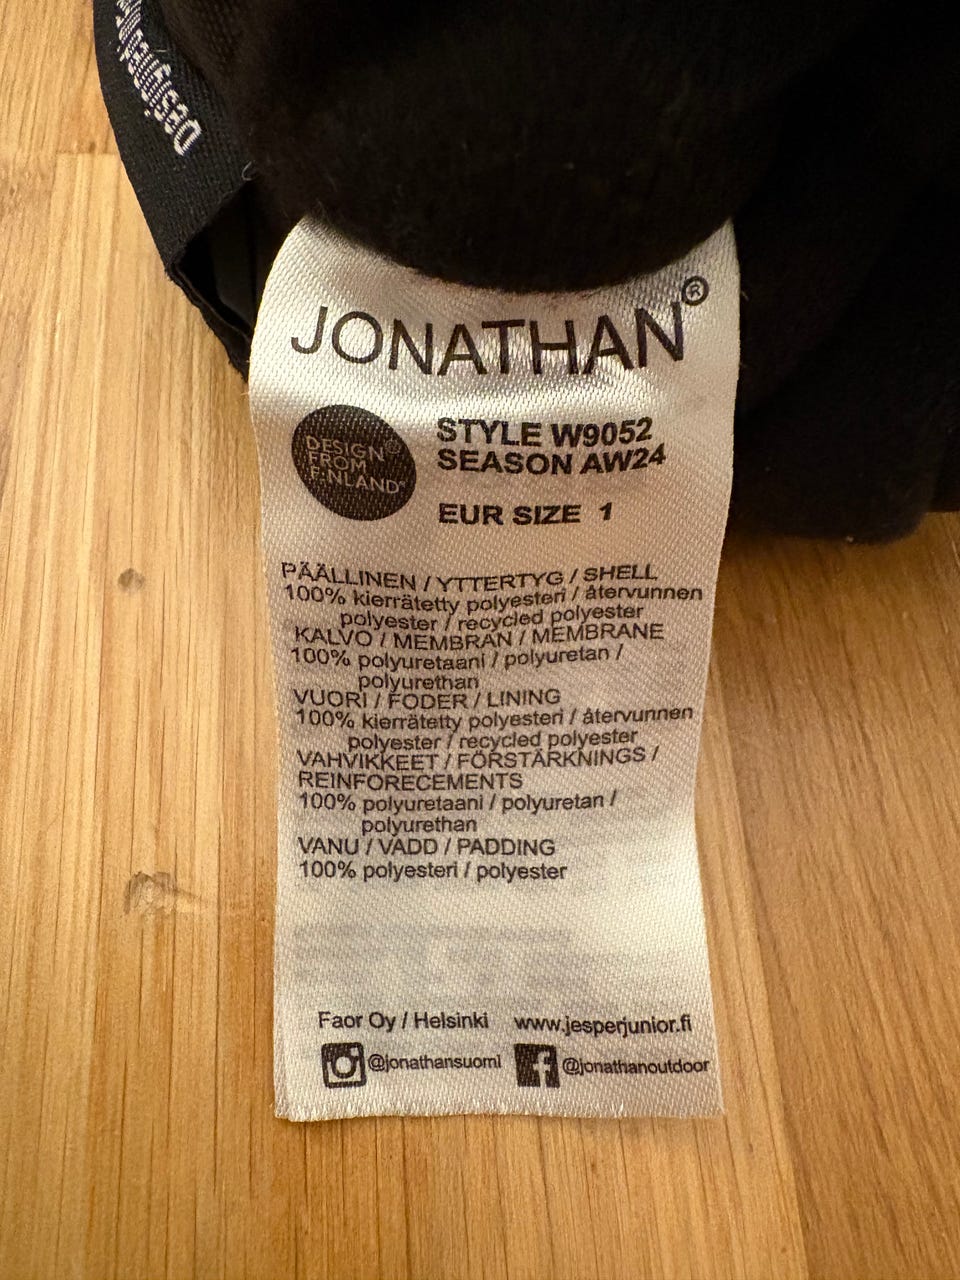 Designed in
JONATHAN®
DESIGN
FROM
FINLAND®
STYLE W9052
SEASON AW24
EUR SIZE 1
PÄÄLLINEN / YTTERTYG / SHELL
100% kierrätetty polyesteri / återvunnen
polyester / recycled polyester
KALVO / MEMBRAN / MEMBRANE
100% polyuretaani / polyuretan /
polyurethan
VUORI / FODER / LINING
100% kierrätetty polyesteri / återvunnen
polyester / recycled polyester
VAHVIKKEET / FÖRSTÄRKNINGS /
REINFORECEMENTS
100% polyuretaani / polyuretan /
polyurethan
VANU / VADD / PADDING
100% polyesteri / polyester
Faor Oy / Helsinki www.jesperjunior.fi
@jonathansuomi @jonathanoutdoor